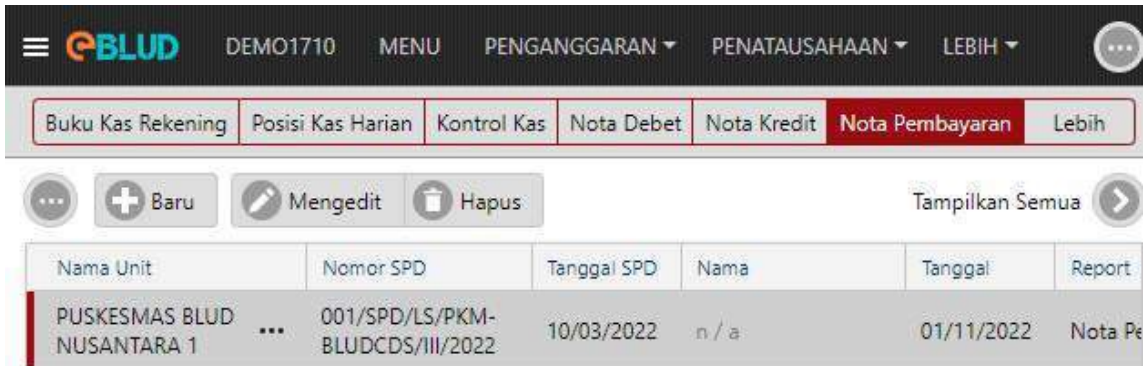 eBLUD DEMO1710 MENU PENGANGGARAN PENATAUSAHAAN LEBIH
Buku Kas Rekening Posisi Kas Harian Kontrol Kas Nota Debet Nota Kredit Nota Pembayaran Lebih
Baru Mengedit Hapus Tampilkan Semua
Nama Unit Nomor SPD Tanggal SPD Nama Tanggal Report
PUSKESMAS BLUD ... 001/SPD/LS/PKM- 10/03/2022 n / a 01/11/2022 Nota Pe
NUSANTARA 1 BLUDCDS/III/2022